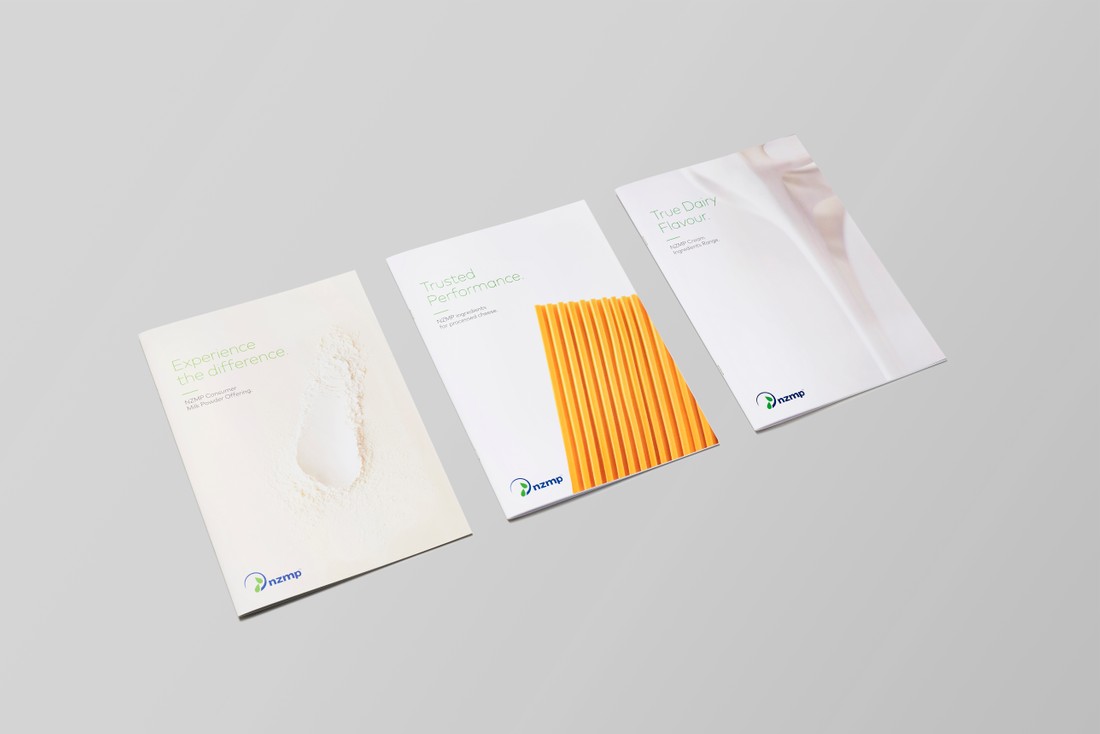 Experience
the difference.
NZMP Consumer
Milk Powder Offering.
nzmp
Trusted
Performance.
NZMP Ingredients
for processed cheese.
nzmp
True Dairy
Flavour.
NZMP Cream
Ingredients Range.
nzmp